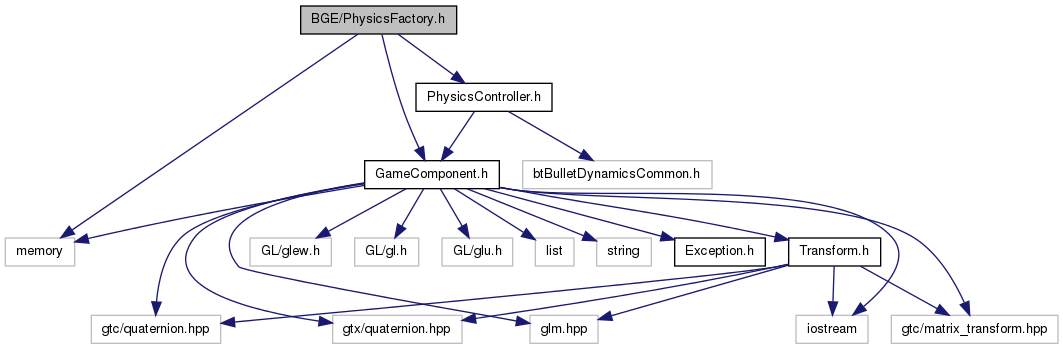 BGE/PhysicsFactory.h
PhysicsController.h
GameComponent.h
btBulletDynamicsCommon.h
memory
GL/glew.h
GL/gl.h
GL/glu.h
list
string
Exception.h
Transform.h
gtc/quaternion.hpp
gtx/quaternion.hpp
glm.hpp
iostream
gtc/matrix_transform.hpp